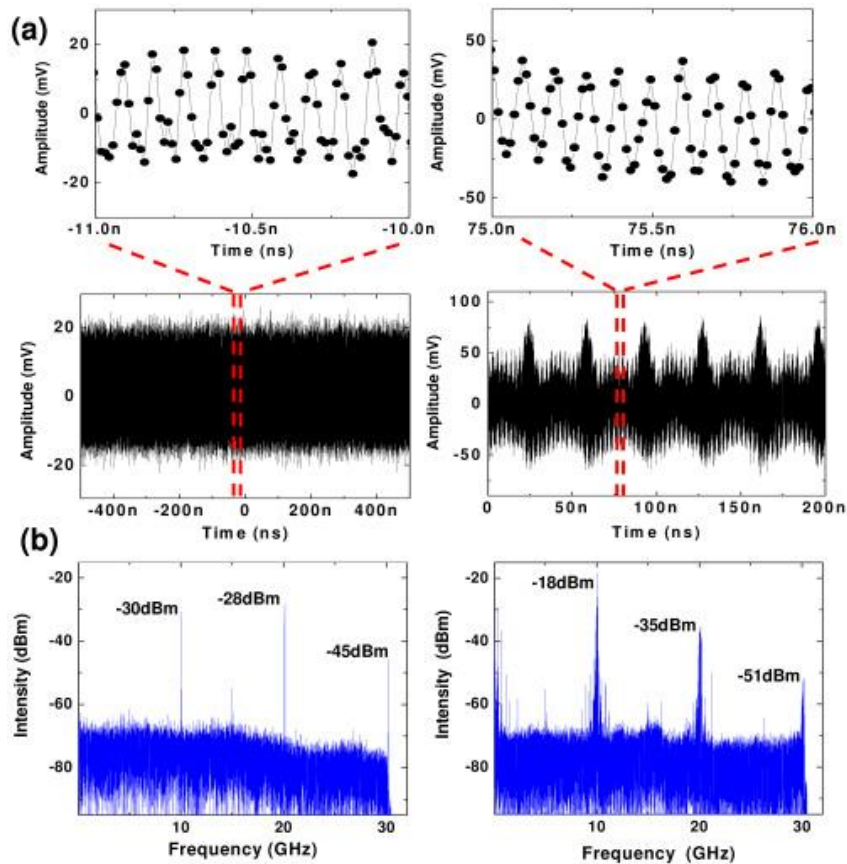 (a)
20
0
-20
Amplitude (mV)
-11.0n -10.5n -10.0n
Time (ns)
50
25
0
-25
-50
Amplitude (mV)
75.0n 75.5n 76.0n
Time (ns)
20
0
-20
Amplitude (mV)
-400n -200n 0 200n 400n
Time (ns)
100
50
0
-50
Amplitude (mV)
0 50n 100n 150n 200n
Time (ns)
(b)
-20
-40
-60
-80
Intensity (dBm)
-30dBm
-28dBm
-45dBm
10 20 30
Frequency (GHz)
-20
-40
-60
-80
Intensity (dBm)
-18dBm
-35dBm
-51dBm
10 20 30
Frequency (GHz)